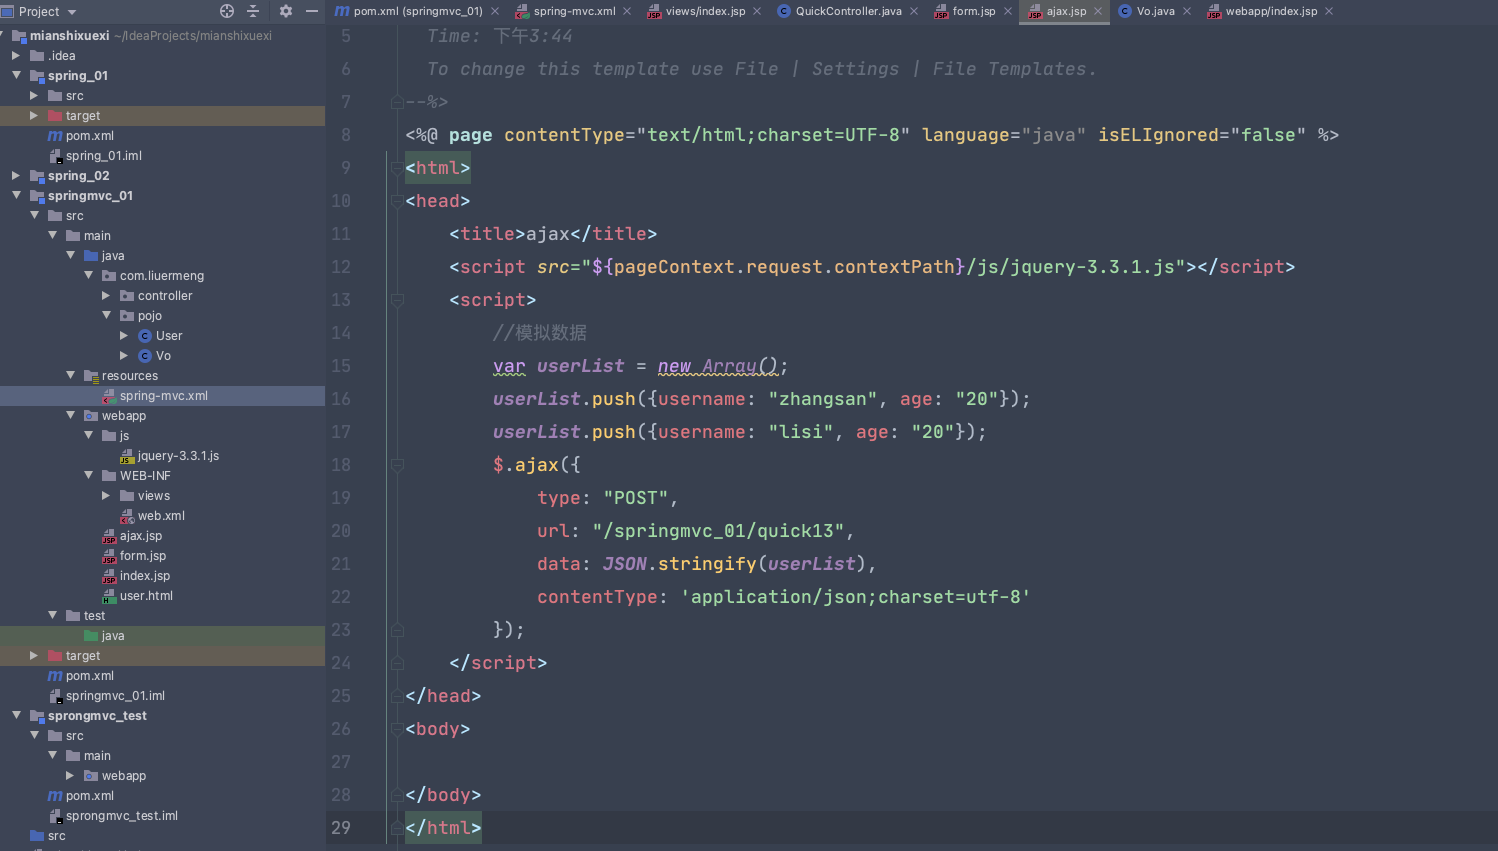 Project
mianshixuexi ~/IdeaProjects/mianshixuexi
.idea
spring_01
src
target
pom.xml
spring_01.iml
spring_02
springmvc_01
src
main
java
com.liuermeng
controller
pojo
User
Vo
resources
spring-mvc.xml
webapp
js
jquery-3.3.1.js
WEB-INF
views
web.xml
ajax.jsp
form.jsp
index.jsp
user.html
test
java
target
pom.xml
springmvc_01.iml
sprongmvc_test
src
main
webapp
pom.xml
sprongmvc_test.iml
src
pom.xml (springmvc_01) spring-mvc.xml views/index.jsp QuickController.java form.jsp ajax.jsp Vo.java webapp/index.jsp
5 Time: 下午3:44
6 To change this template use File | Settings | File Templates.
7 --%>
8 <%@ page contentType="text/html;charset=UTF-8" language="java" isELIgnored="false" %>
9 <html>
10 <head>
11 <title>ajax</title>
12 <script src="${pageContext.request.contextPath}/js/jquery-3.3.1.js"></script>
13 <script>
14 //模拟数据
15 var userList = new Array();
16 userList.push({username: "zhangsan", age: "20"});
17 userList.push({username: "lisi", age: "20"});
18 $.ajax({
19 type: "POST",
20 url: "/springmvc_01/quick13",
21 data: JSON.stringify(userList),
22 contentType: 'application/json;charset=utf-8'
23 });
24 </script>
25 </head>
26 <body>
27
28 </body>
29 </html>